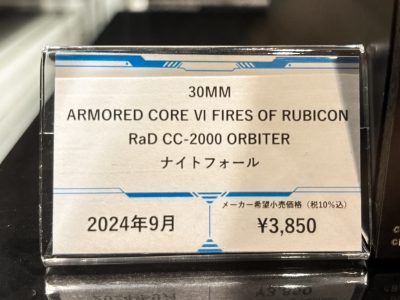 30MM
ARMORED CORE VI FIRES OF RUBICON
RaD CC-2000 ORBITER
ナイトフォール
メーカー希望小売価格（税10％込）
2024年9月
¥3,850